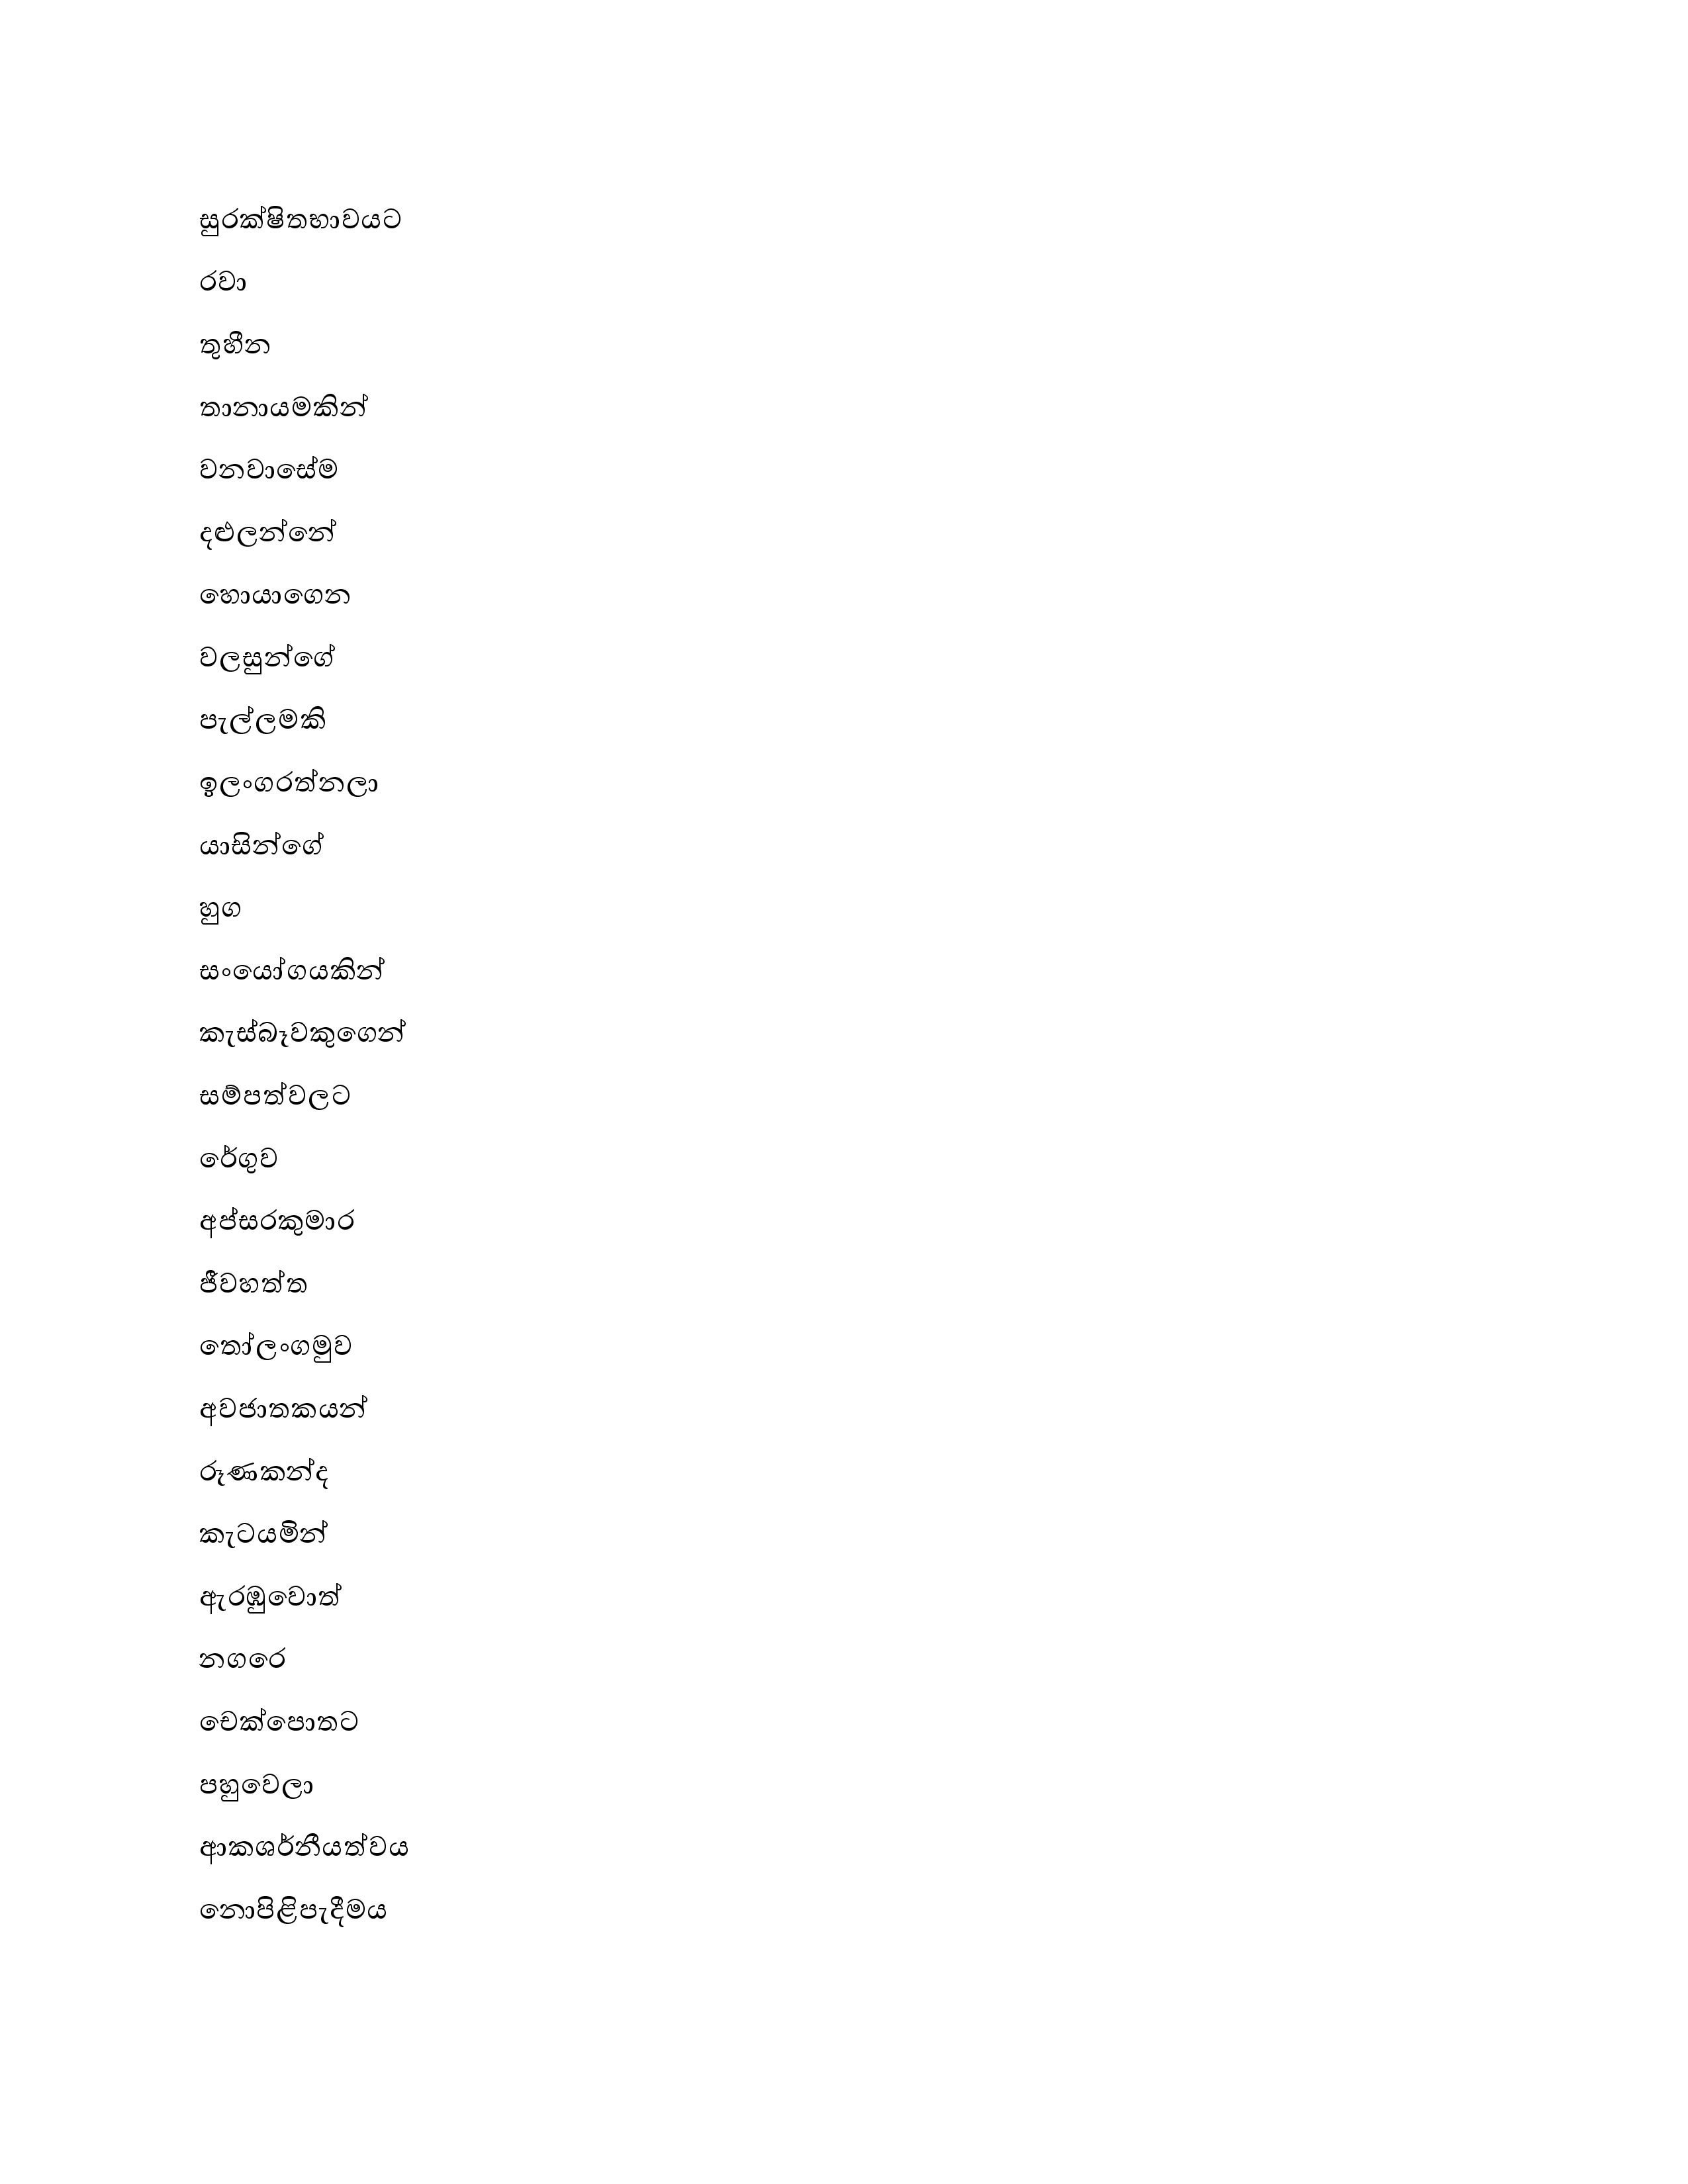 සුරක්ෂිතභාවයට
රවා
තුහීන
තානායමකින්
වනවාසේම
දළුලන්නේ
හොයාගෙන
වලසුන්ගේ
පැල්ලමකි
ඉලංගරත්නලා
යාසින්ගේ
හුග
සංයෝගයකින්
කැස්බෑවකුගෙන්
සම්පත්වලට
රේගුව
අප්සරකුමාර
ජීවහත්ත
තෝලංගමුව
අවජාතකයන්
රූණකන්ද
කැටයමින්
ඇරඹුවොත්
නගරෙ
චෙක්පොතට
පහුවෙලා
ආකශර්නීයත්වය
නොපිළිපැදීමය